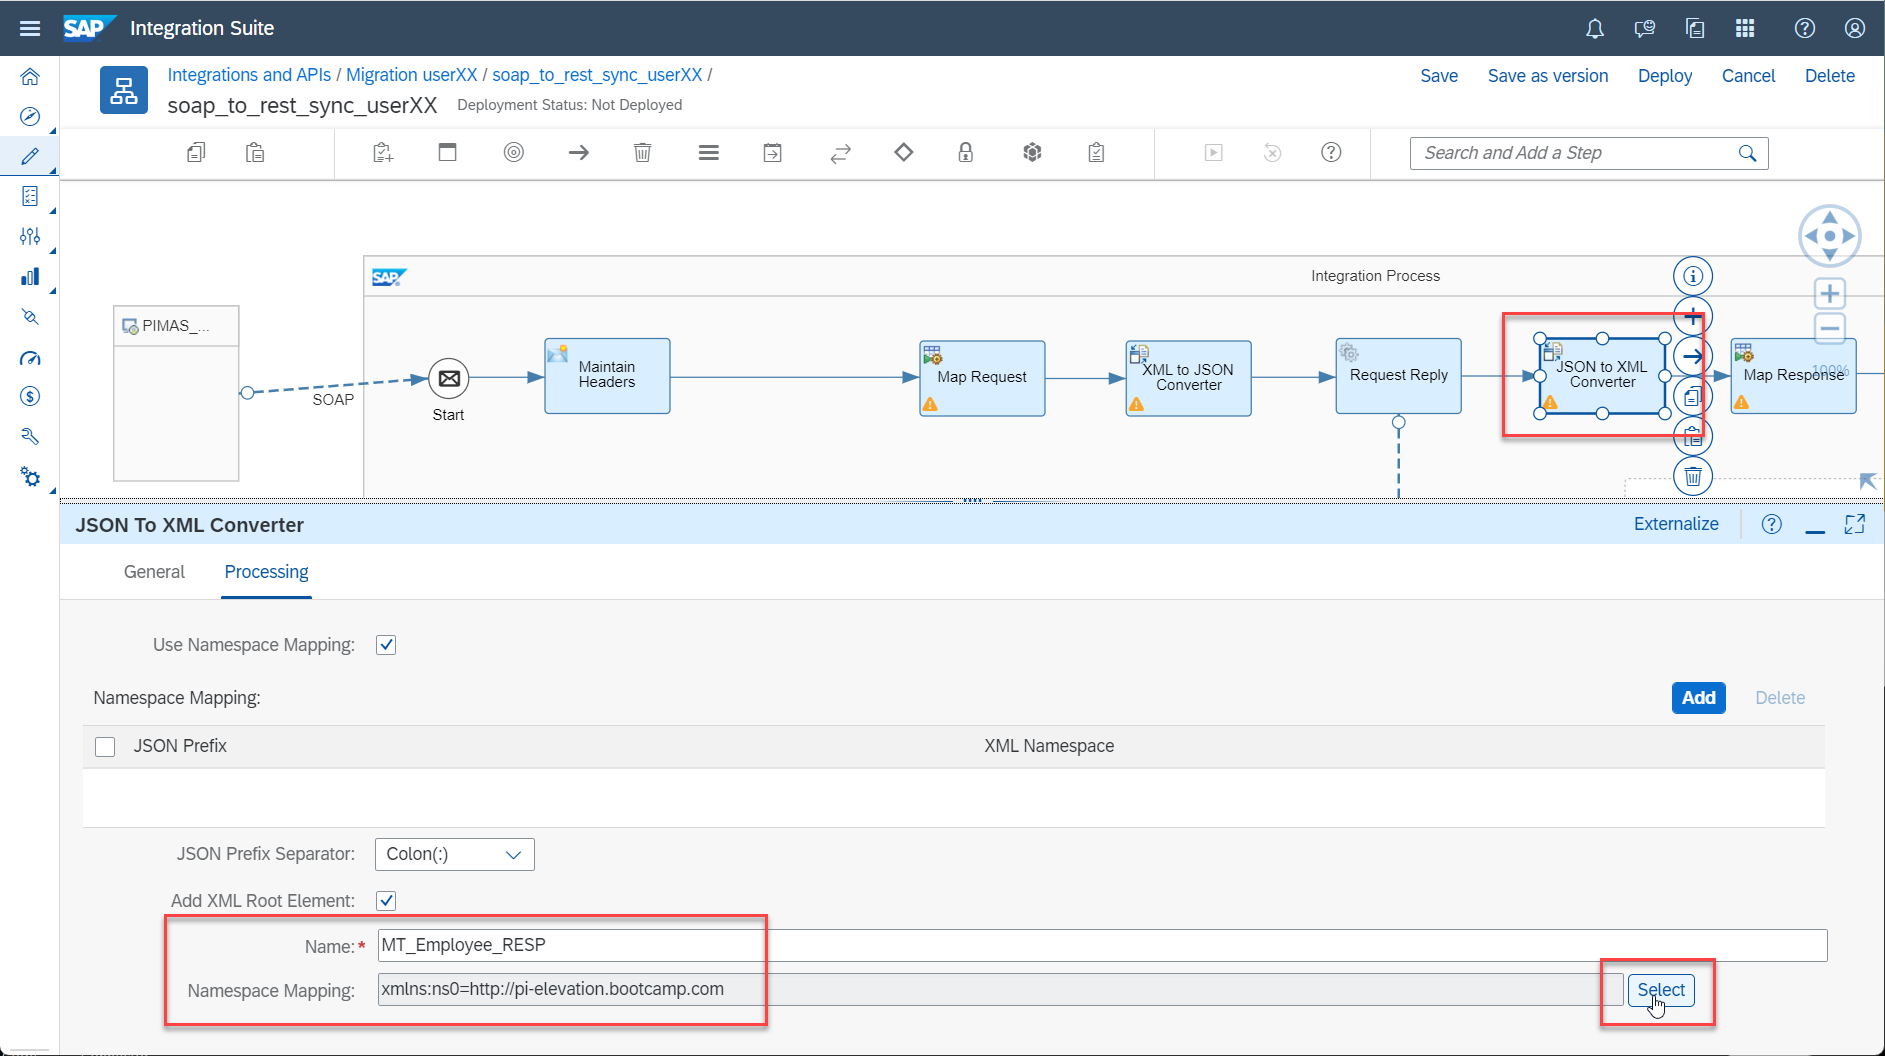 SAP Integration Suite
Integrations and APIs / Migration userXX / soap_to_rest_sync_userXX /
soap_to_rest_sync_userXX Deployment Status: Not Deployed
Save Save as version Deploy Cancel Delete
Search and Add a Step
SAP
Integration Process
PIMAS_...
SOAP
Start
Maintain
Headers
Map Request
XML to JSON
Converter
Request Reply
JSON to XML
Converter
Map Response
100%
JSON To XML Converter
Externalize
General Processing
Use Namespace Mapping:
Namespace Mapping:
Add Delete
JSON Prefix XML Namespace
JSON Prefix Separator: Colon(:)
Add XML Root Element:
Name:* MT_Employee_RESP
Namespace Mapping: xmlns:ns0=http://pi-elevation.bootcamp.com
Select